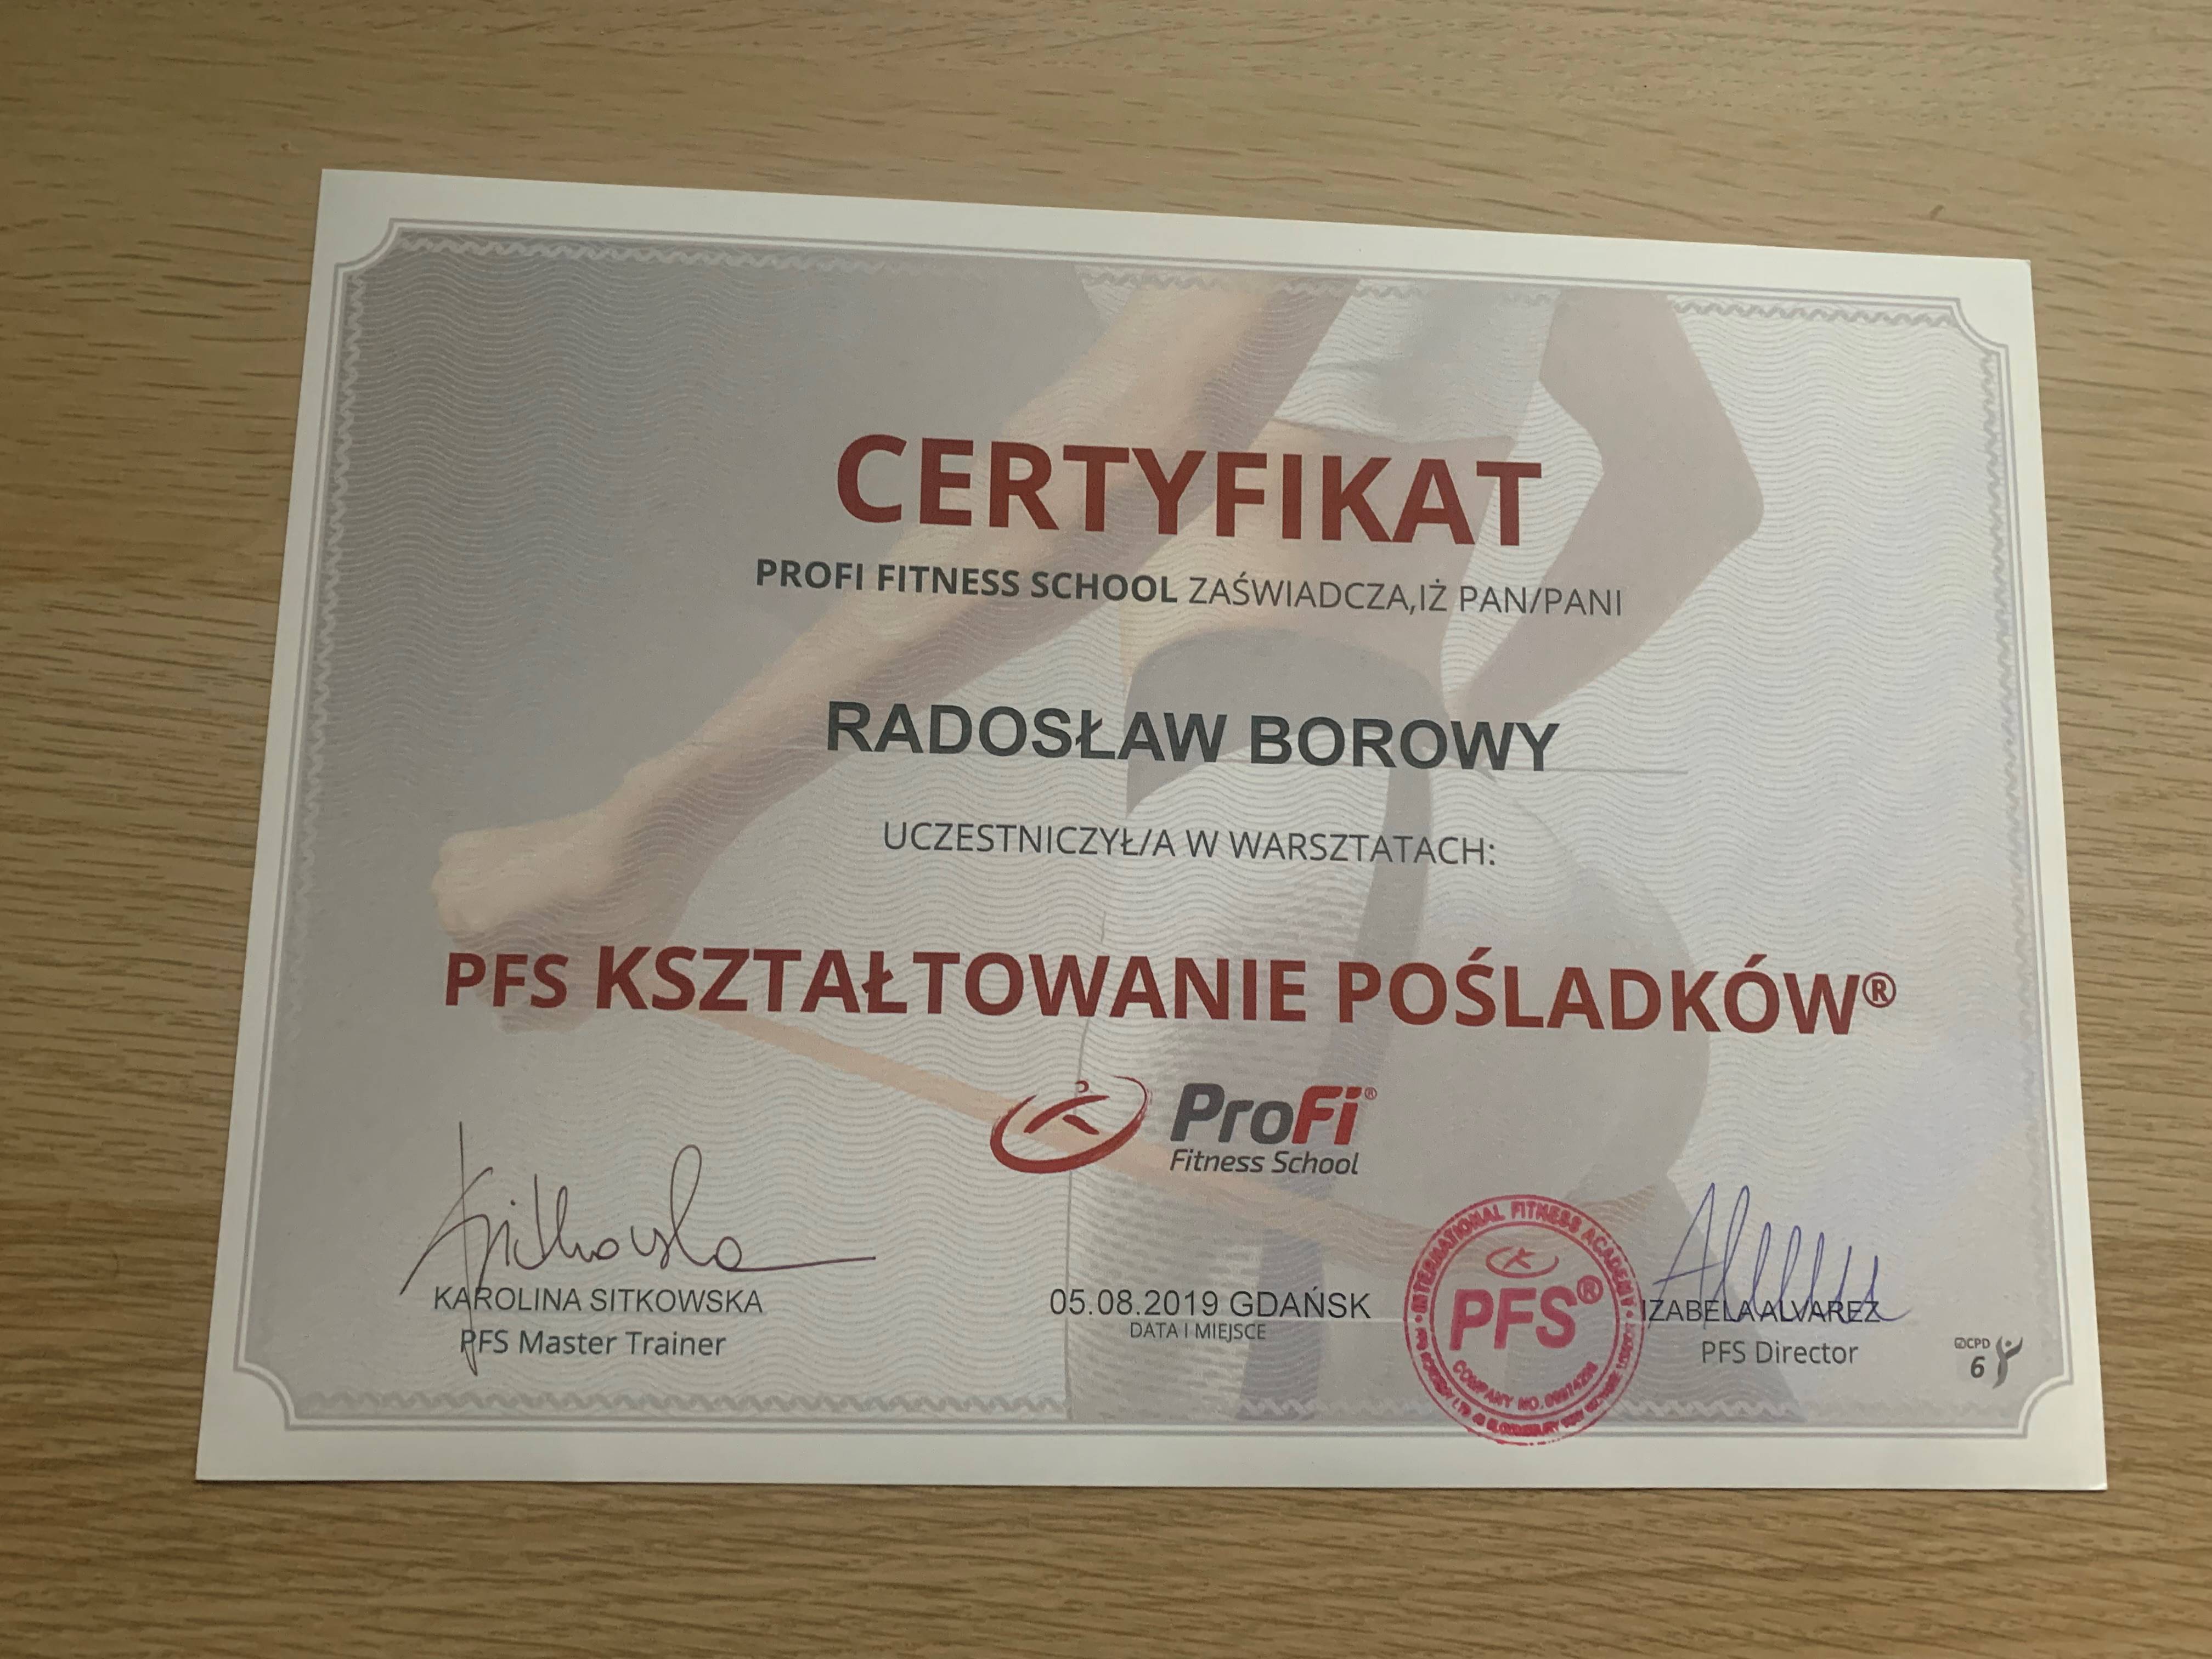 CERTYFIKAT
PROFI FITNESS SCHOOL ZAŚWIADCZA,IŻ PAN/PANI
RADOSŁAW BOROWY
UCZESTNICZYŁ/A W WARSZTATACH:
PFS KSZTAŁTOWANIE POŚLADKÓW®
ProFi®
Fitness School
KAROLINA SITKOWSKA
PFS Master Trainer
05.08.2019 GDAŃSK
DATA I MIEJSCE
INTERNATIONAL FITNESS ACADEMY
PFS®
COMPANY NO.
IZABELA ALVAREZ
PFS Director
CPD
6